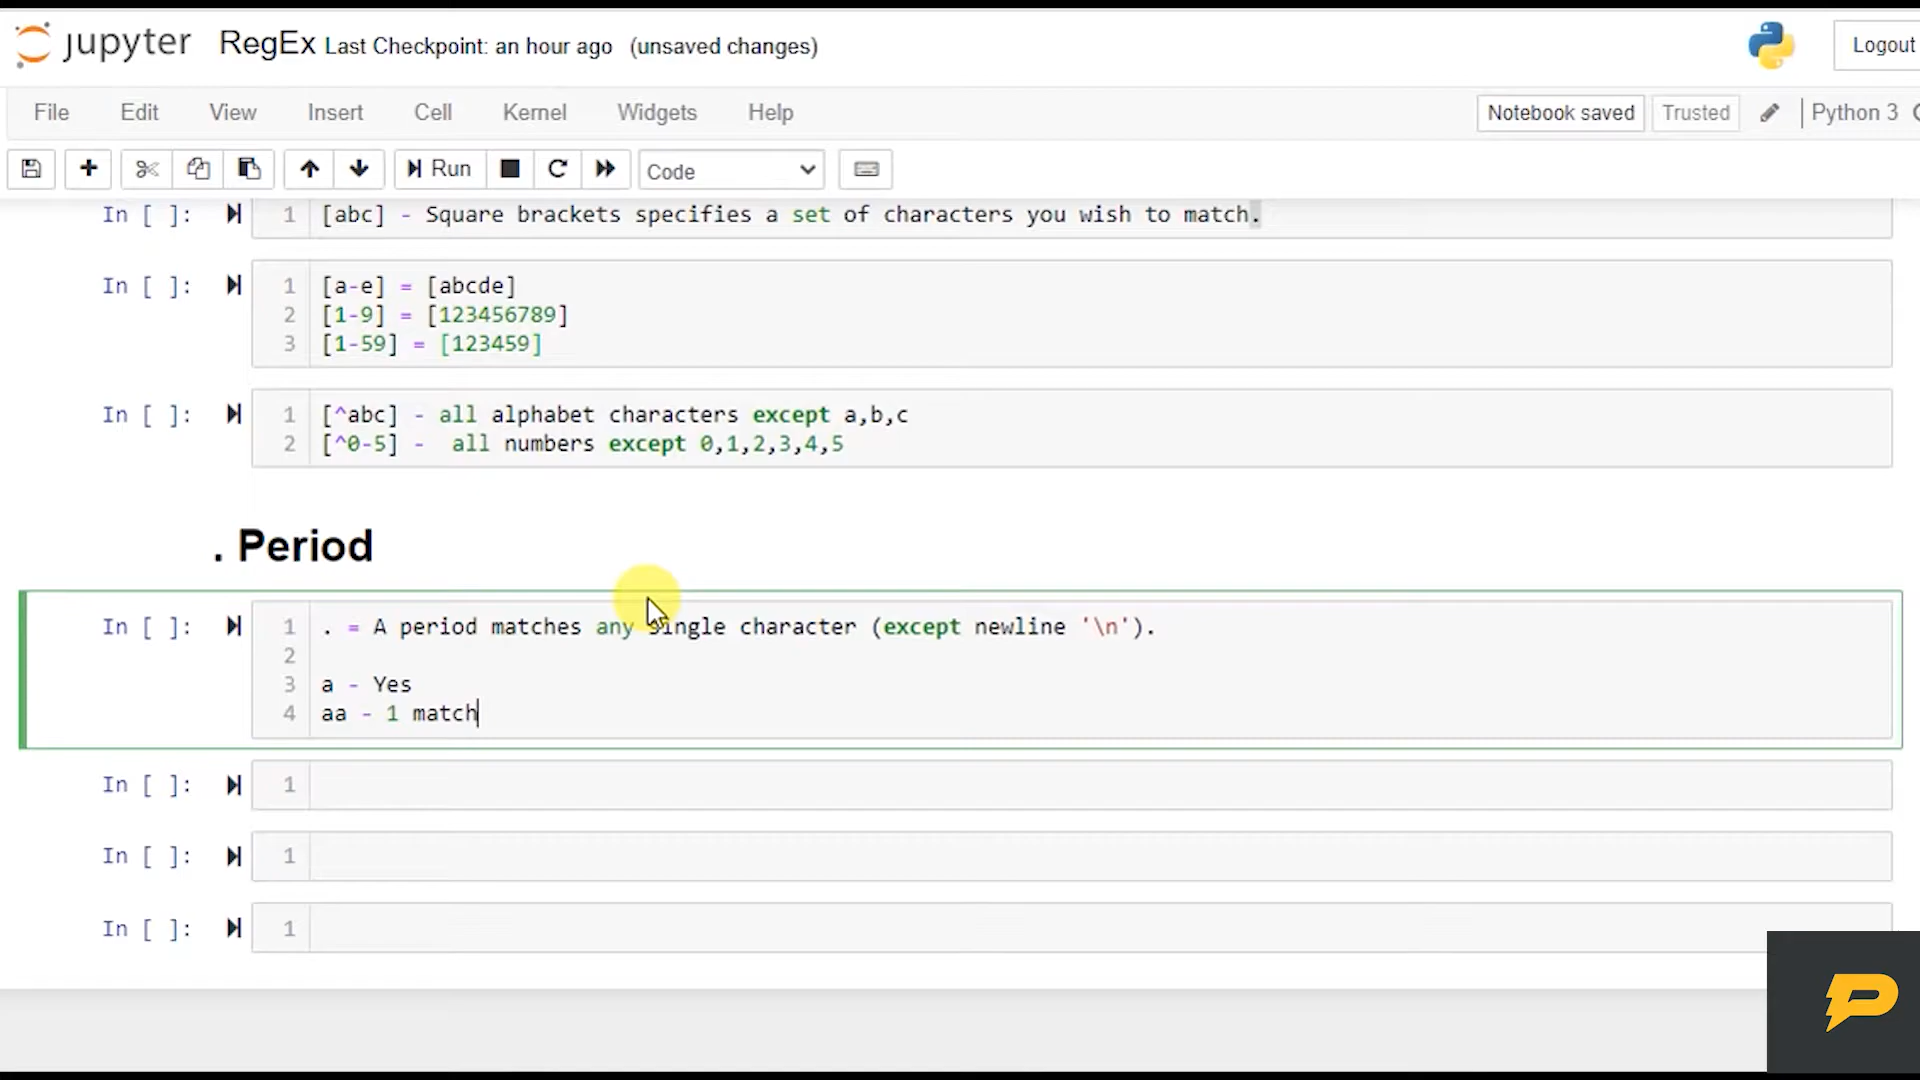 jupyter RegEx Last Checkpoint: an hour ago (unsaved changes) Logout
File Edit View Insert Cell Kernel Widgets Help Notebook saved Trusted Python 3
Run Code
In [ ]: 1 [abc] - Square brackets specifies a set of characters you wish to match.
In [ ]: 1 [a-e] = [abcde]
2 [1-9] = [123456789]
3 [1-59] = [123459]
In [ ]: 1 [^abc] - all alphabet characters except a,b,c
2 [^0-5] -  all numbers except 0,1,2,3,4,5
. Period
In [ ]: 1 . = A period matches any single character (except newline '\n').
2
3 a - Yes
4 aa - 1 match
In [ ]: 1
In [ ]: 1
In [ ]: 1